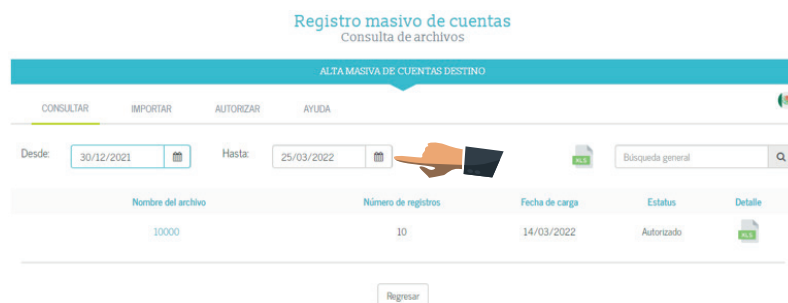 Registro masivo de cuentas
Consulta de archivos
ALTA MASIVA DE CUENTAS DESTINO
CONSULTAR IMPORTAR AUTORIZAR AYUDA
Desde: 30/12/2021 Hasta: 25/03/2022 XLS Búsqueda general
Nombre del archivo Número de registros Fecha de carga Estatus Detalle
10000 10 14/03/2022 Autorizado XLS
Regresar